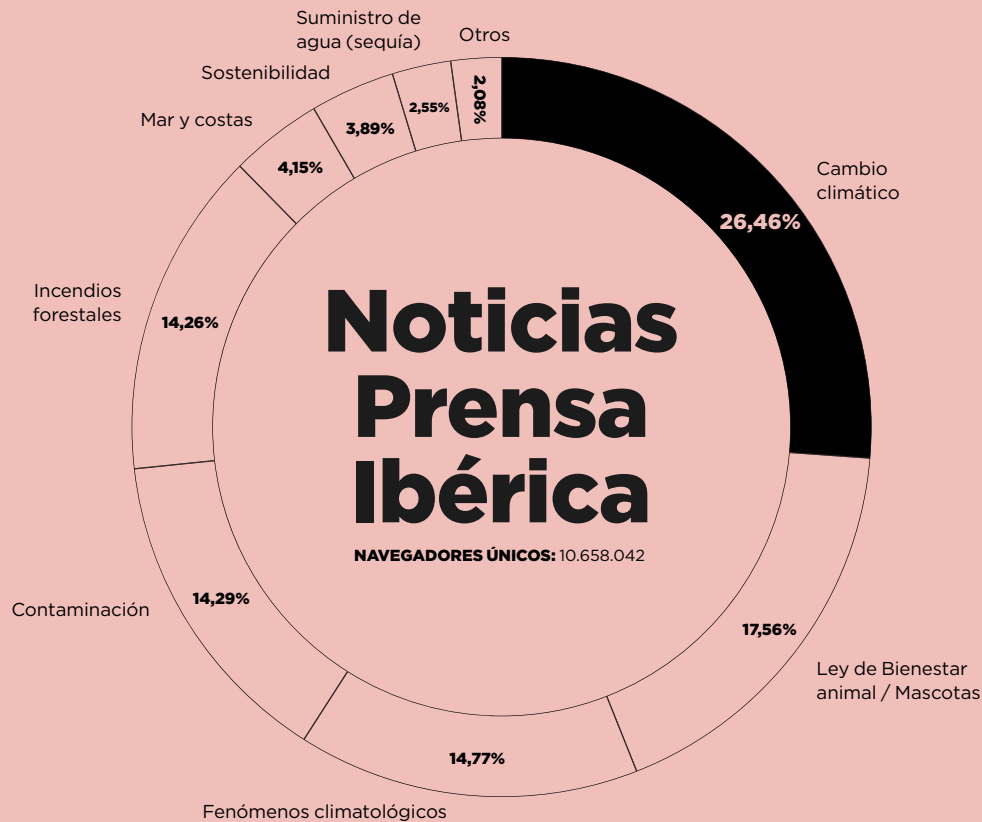 Suministro de
agua (sequía)
Otros
Sostenibilidad
Mar y costas
2,08%
2,55%
3,89%
4,15%
Cambio
climático
26,46%
Incendios
forestales
14,26%
Noticias
Prensa
Ibérica
NAVEGADORES ÚNICOS: 10.658.042
14,29%
Contaminación
17,56%
Ley de Bienestar
animal / Mascotas
14,77%
Fenómenos climatológicos